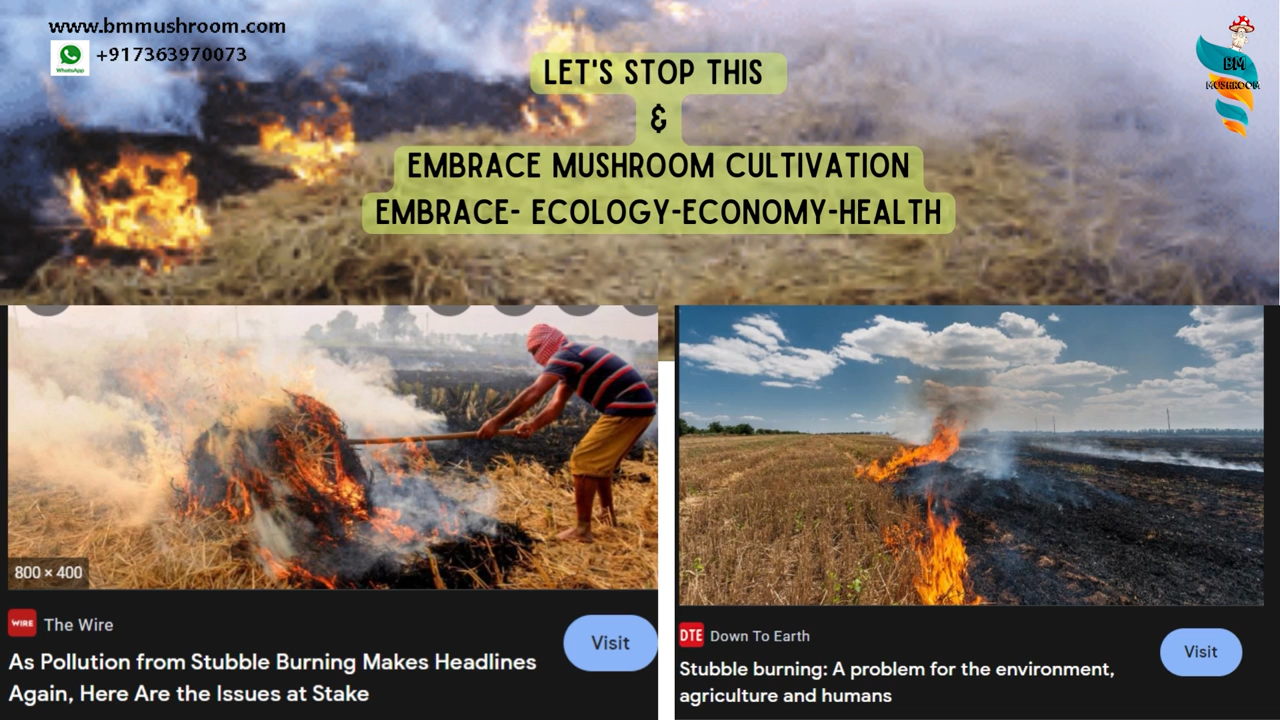 www.bmmushroom.com
WhatsApp
+917363970073
BM
MUSHROOM
LET'S STOP THIS
&
EMBRACE MUSHROOM CULTIVATION
EMBRACE- ECOLOGY-ECONOMY-HEALTH
800 × 400
WIRE
The Wire
As Pollution from Stubble Burning Makes Headlines
Again, Here Are the Issues at Stake
Visit
DTE
Down To Earth
Stubble burning: A problem for the environment,
agriculture and humans
Visit